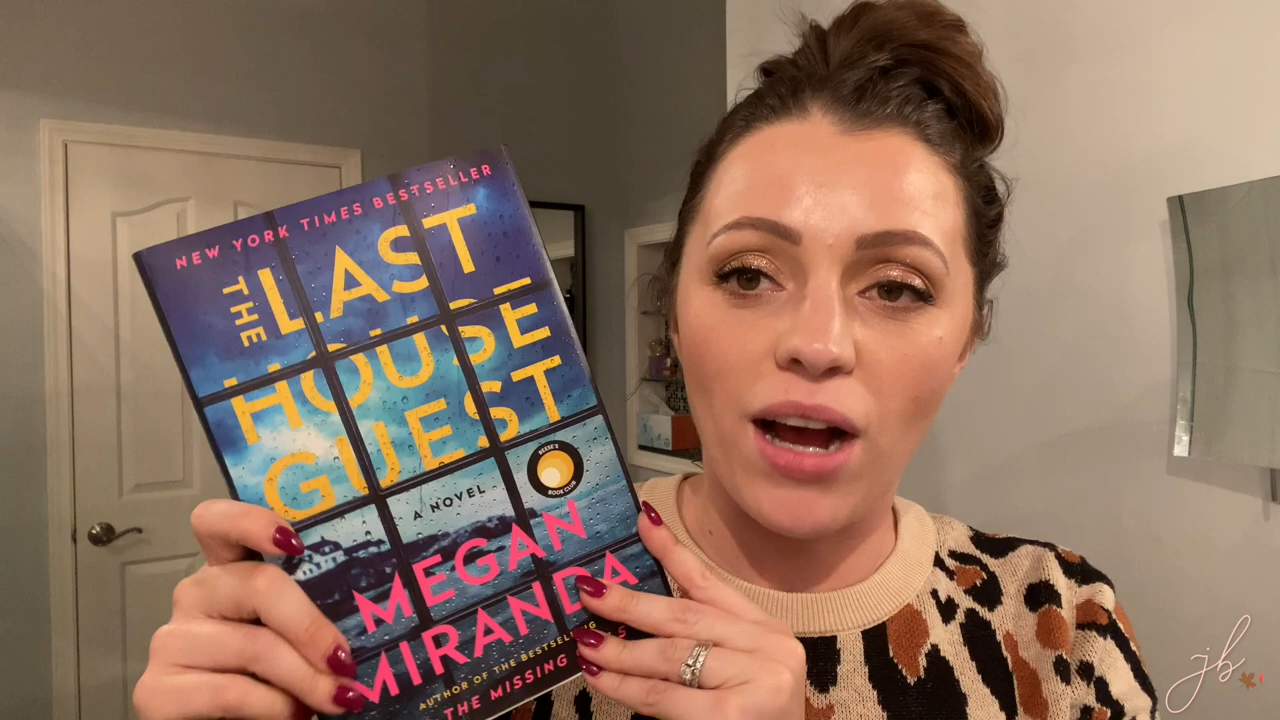 NEW YORK TIMES BESTSELLER
THE
LAST
HOUSE
GUEST
REESE'S
BOOK CLUB
A NOVEL
MEGAN
MIRANDA
AUTHOR OF THE BESTSELLING
THE MISSING
jb